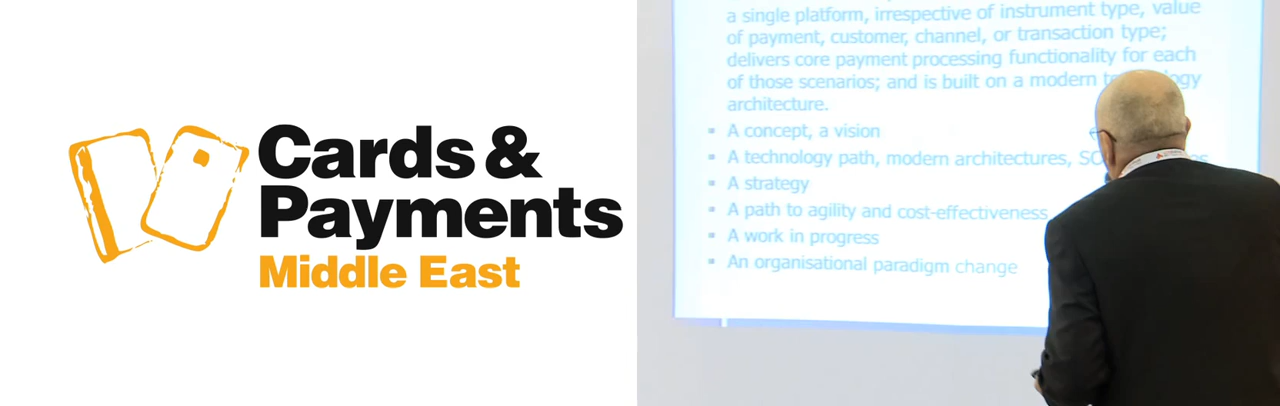 Cards &
Payments
Middle East
a single platform, irrespective of instrument type, value
of payment, customer, channel, or transaction type;
delivers core payment processing functionality for each
of those scenarios; and is built on a modern
architecture.
▪ A concept, a vision
▪ A technology path, modern architectures,
▪ A strategy
▪ A path to agility and cost-effectiveness
▪ A work in progress
▪ An organisational paradigm change